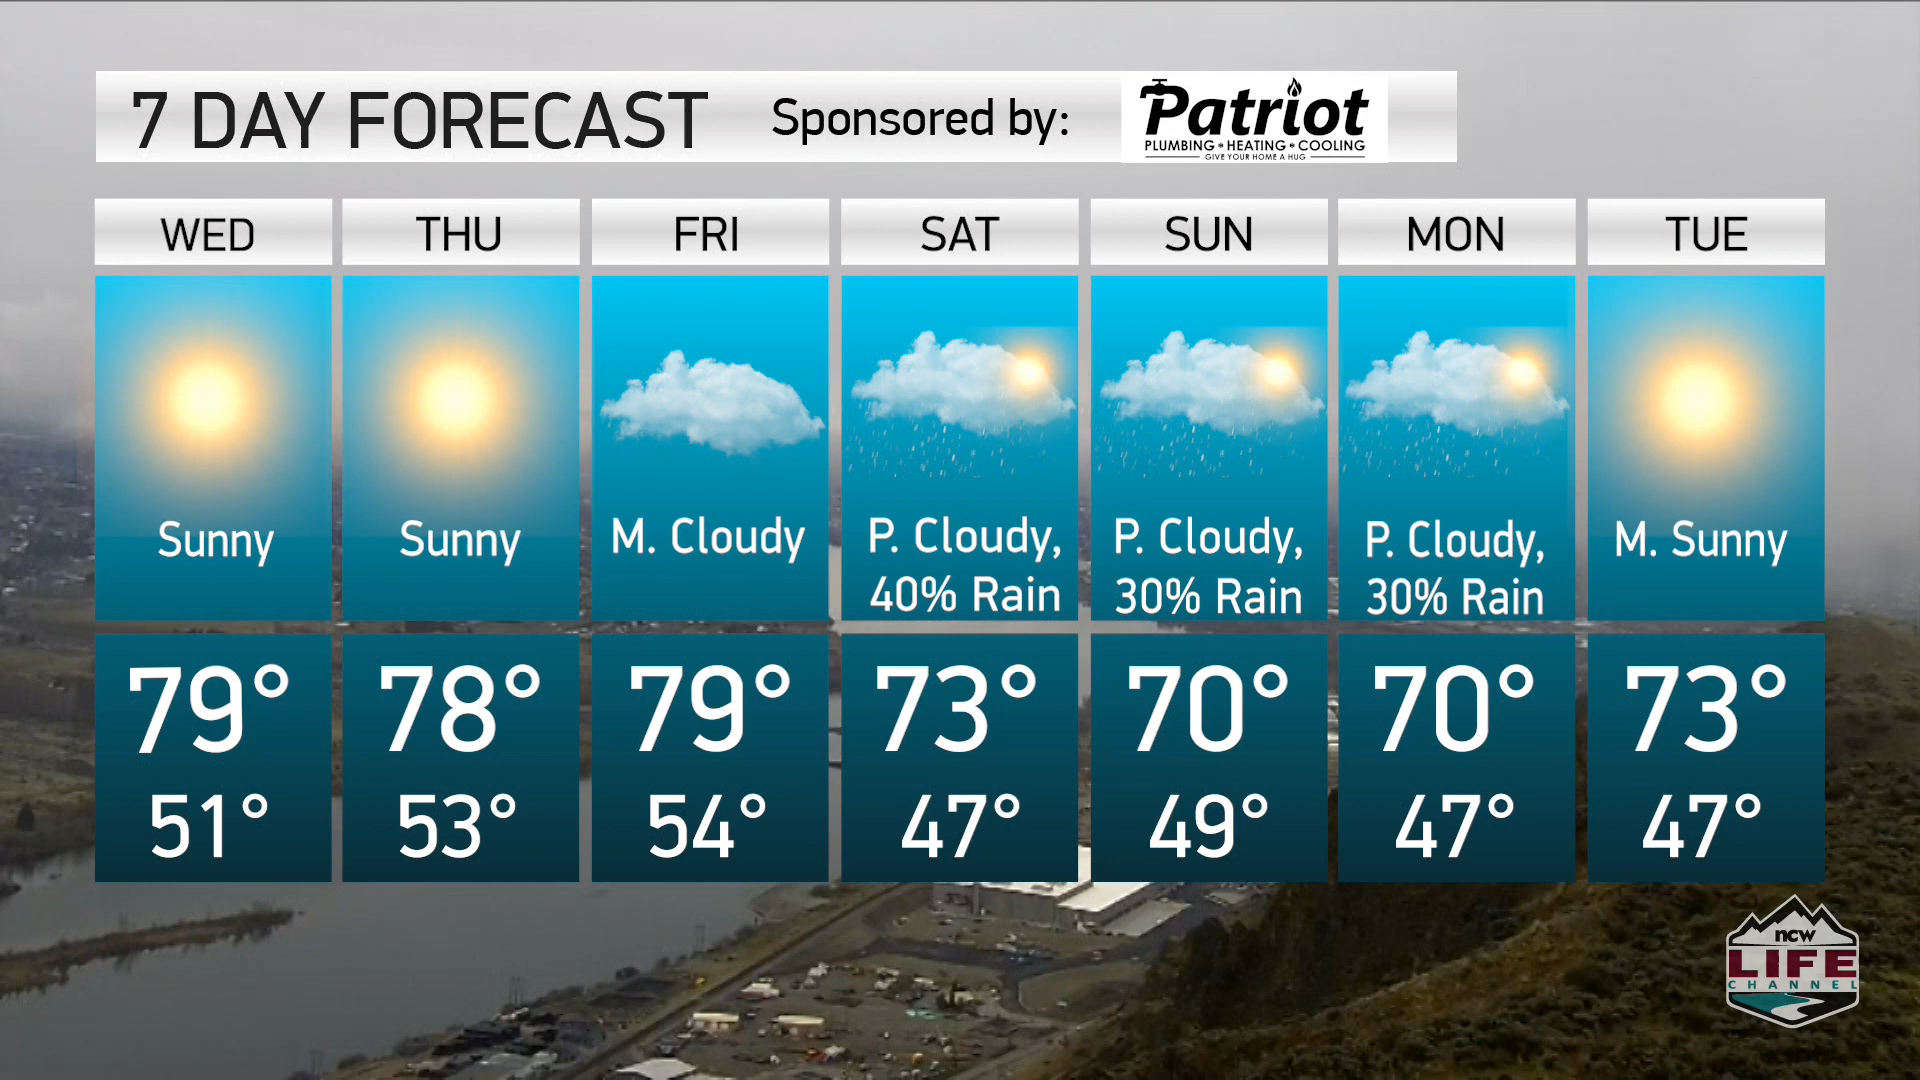 7 DAY FORECAST Sponsored by:
Patriot
PLUMBING * HEATING * COOLING
GIVE YOUR HOME A HUG
WED THU FRI SAT SUN MON TUE
Sunny Sunny M. Cloudy P. Cloudy, P. Cloudy, P. Cloudy, M. Sunny
40% Rain 30% Rain 30% Rain
79° 78° 79° 73° 70° 70° 73°
51° 53° 54° 47° 49° 47° 47°
ncw
LIFE
CHANNEL